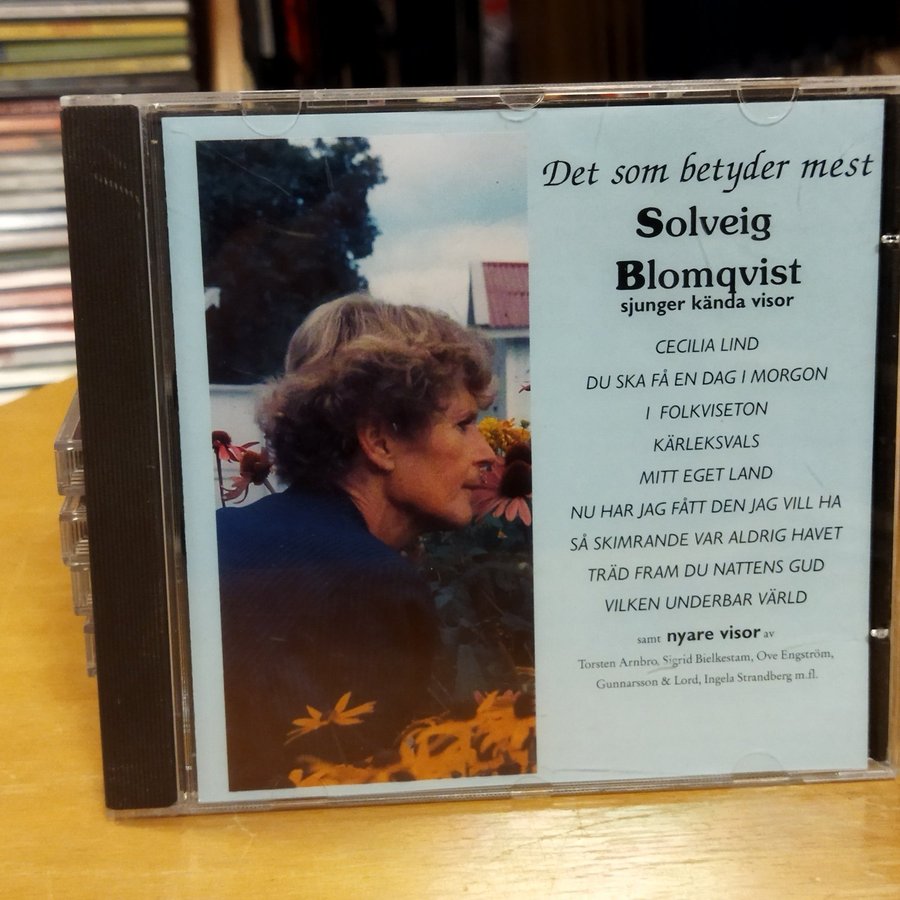 Det som betyder mest
Solveig
Blomqvist
sjunger kända visor
CECILIA LIND
DU SKA FÅ EN DAG I MORGON
I FOLKVISETON
KÄRLEKSVALS
MITT EGET LAND
NU HAR JAG FÅTT DEN JAG VILL HA
SÅ SKIMRANDE VAR ALDRIG HAVET
TRÄD FRAM DU NATTENS GUD
VILKEN UNDERBAR VÄRLD
samt nyare visor av
Torsten Arnbro, Sigrid Bielkestam, Ove Engström,
Gunnarsson & Lord, Ingela Strandberg m.fl.